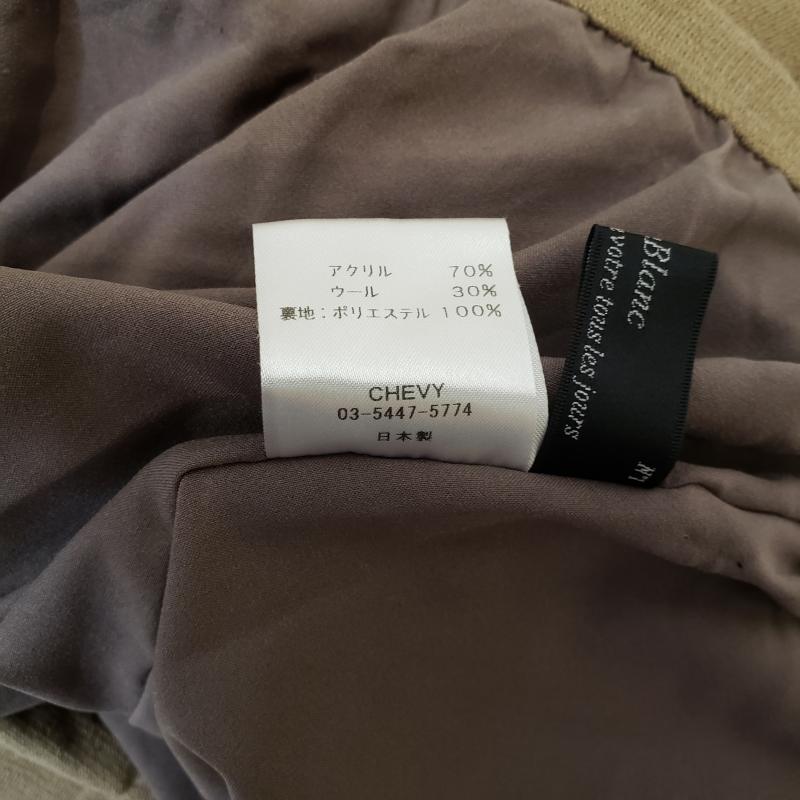 アクリル 70%
ウール 30%
裏地:ポリエステル 100%
CHEVY
03-5447-5774
日本製
Blanc
votre tous les jours